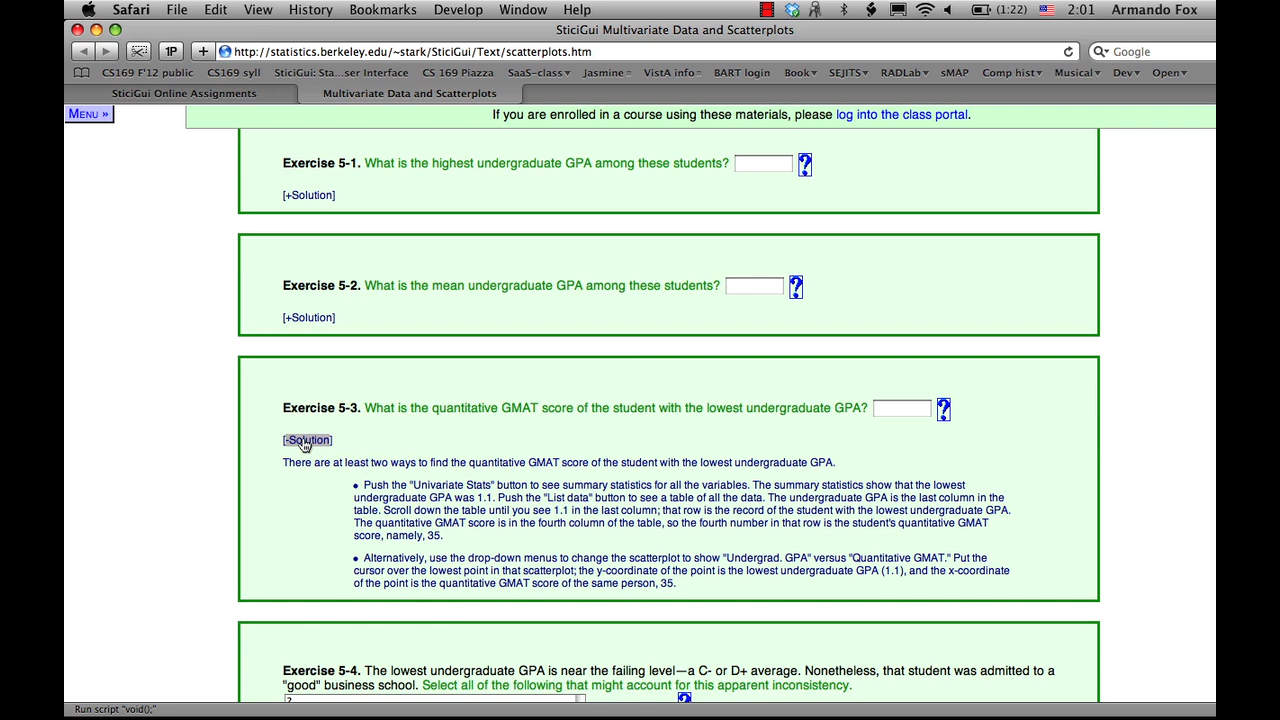 Safari File Edit View History Bookmarks Develop Window Help (1:22) 2:01 Armando Fox
SticiGui Multivariate Data and Scatterplots
1P + http://statistics.berkeley.edu/~stark/SticiGui/Text/scatterplots.htm Google
CS169 F'12 public CS169 syll SticiGui: Sta...ser Interface CS 169 Piazza SaaS-class Jasmine VistA info BART login Book SEJITS RADLab sMAP Comp hist Musical Dev Open
SticiGui Online Assignments Multivariate Data and Scatterplots
Menu » If you are enrolled in a course using these materials, please log into the class portal.
Exercise 5-1. What is the highest undergraduate GPA among these students? ?
[+Solution]
Exercise 5-2. What is the mean undergraduate GPA among these students? ?
[+Solution]
Exercise 5-3. What is the quantitative GMAT score of the student with the lowest undergraduate GPA? ?
[-Solution]
There are at least two ways to find the quantitative GMAT score of the student with the lowest undergraduate GPA.
• Push the "Univariate Stats" button to see summary statistics for all the variables. The summary statistics show that the lowest
undergraduate GPA was 1.1. Push the "List data" button to see a table of all the data. The undergraduate GPA is the last column in the
table. Scroll down the table until you see 1.1 in the last column; that row is the record of the student with the lowest undergraduate GPA.
The quantitative GMAT score is in the fourth column of the table, so the fourth number in that row is the student's quantitative GMAT
score, namely, 35.
• Alternatively, use the drop-down menus to change the scatterplot to show "Undergrad. GPA" versus "Quantitative GMAT." Put the
cursor over the lowest point in that scatterplot; the y-coordinate of the point is the lowest undergraduate GPA (1.1), and the x-coordinate
of the point is the quantitative GMAT score of the same person, 35.
Exercise 5-4. The lowest undergraduate GPA is near the failing level—a C- or D+ average. Nonetheless, that student was admitted to a
"good" business school. Select all of the following that might account for this apparent inconsistency.
? ?
Run script "void();"